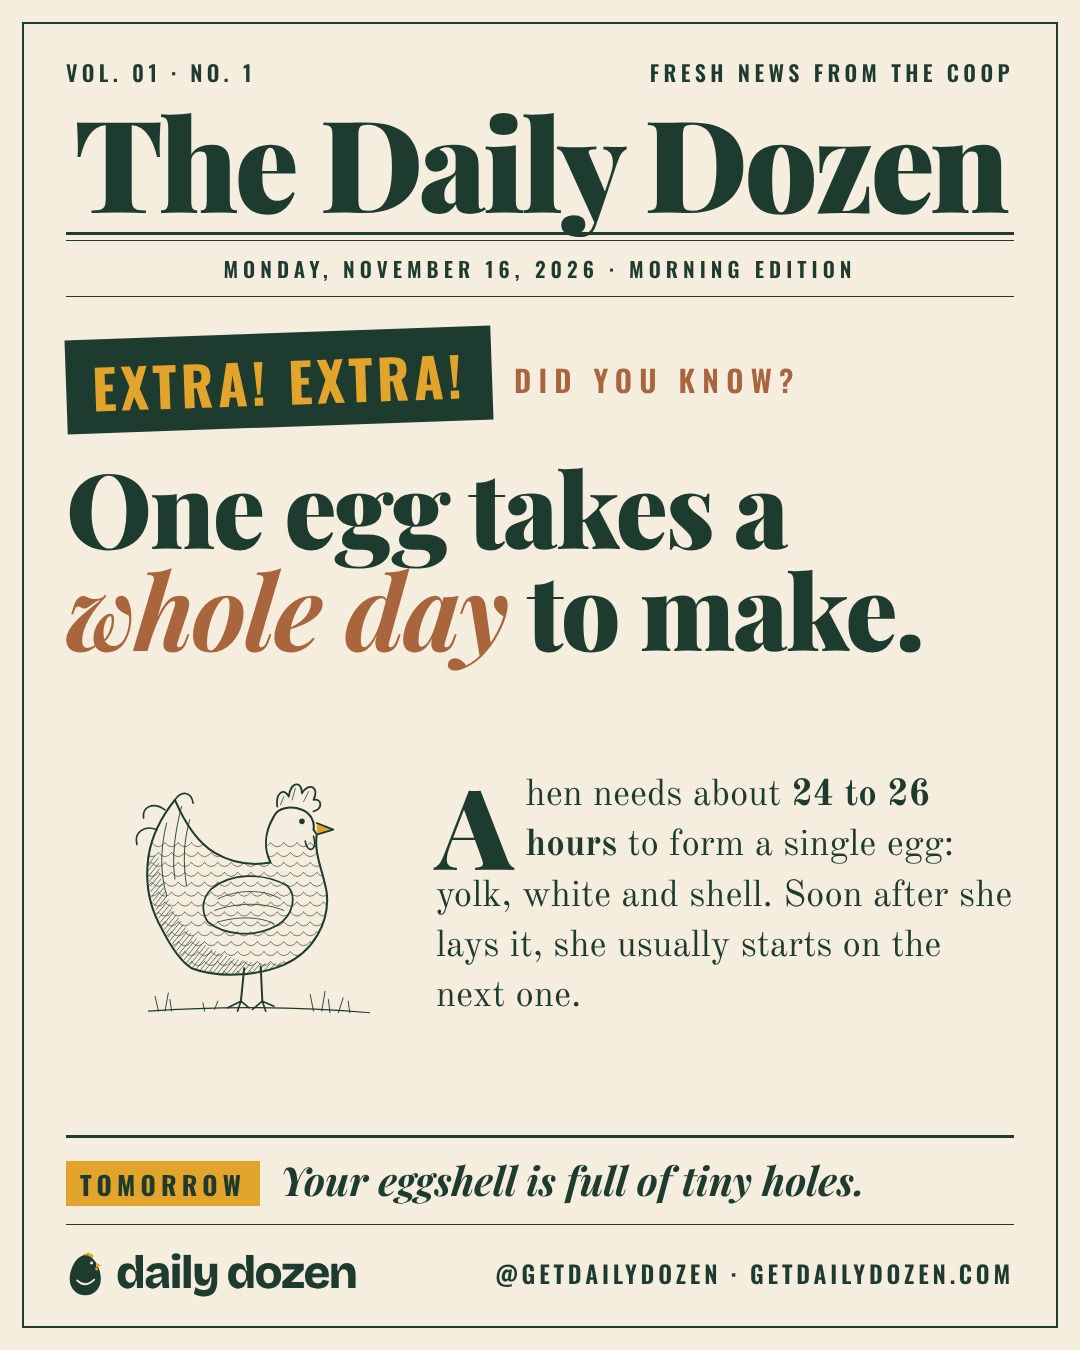 VOL. 01 · NO. 1
FRESH NEWS FROM THE COOP
The Daily Dozen
MONDAY, NOVEMBER 16, 2026 · MORNING EDITION
EXTRA! EXTRA!
DID YOU KNOW?
One egg takes a
whole day to make.
A hen needs about 24 to 26
hours to form a single egg:
yolk, white and shell. Soon after she
lays it, she usually starts on the
next one.
TOMORROW
Your eggshell is full of tiny holes.
daily dozen
@GETDAILYDOZEN · GETDAILYDOZEN.COM